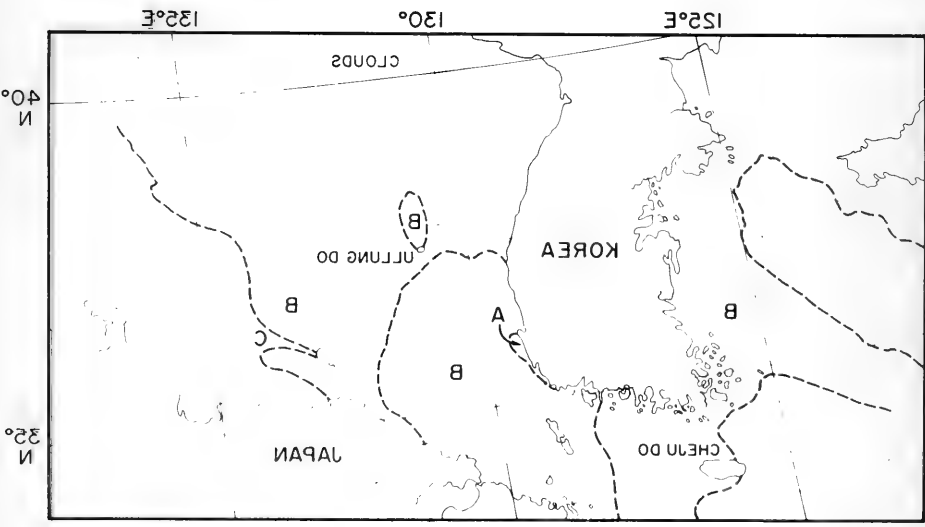 135°E 130° 125°E
CLOUDS
40°
N
B
ULLUNG DO
KOREA
B
A
B
C
B
35°
N
JAPAN
CHEJU DO